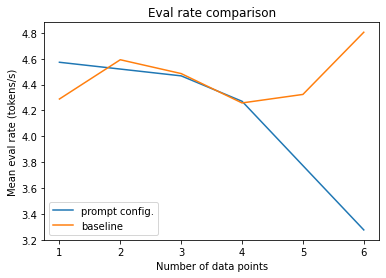 Eval rate comparison
Mean eval rate (tokens/s)
4.8
4.6
4.4
4.2
4.0
3.8
3.6
3.4
3.2
prompt config.
baseline
1 2 3 4 5 6
Number of data points